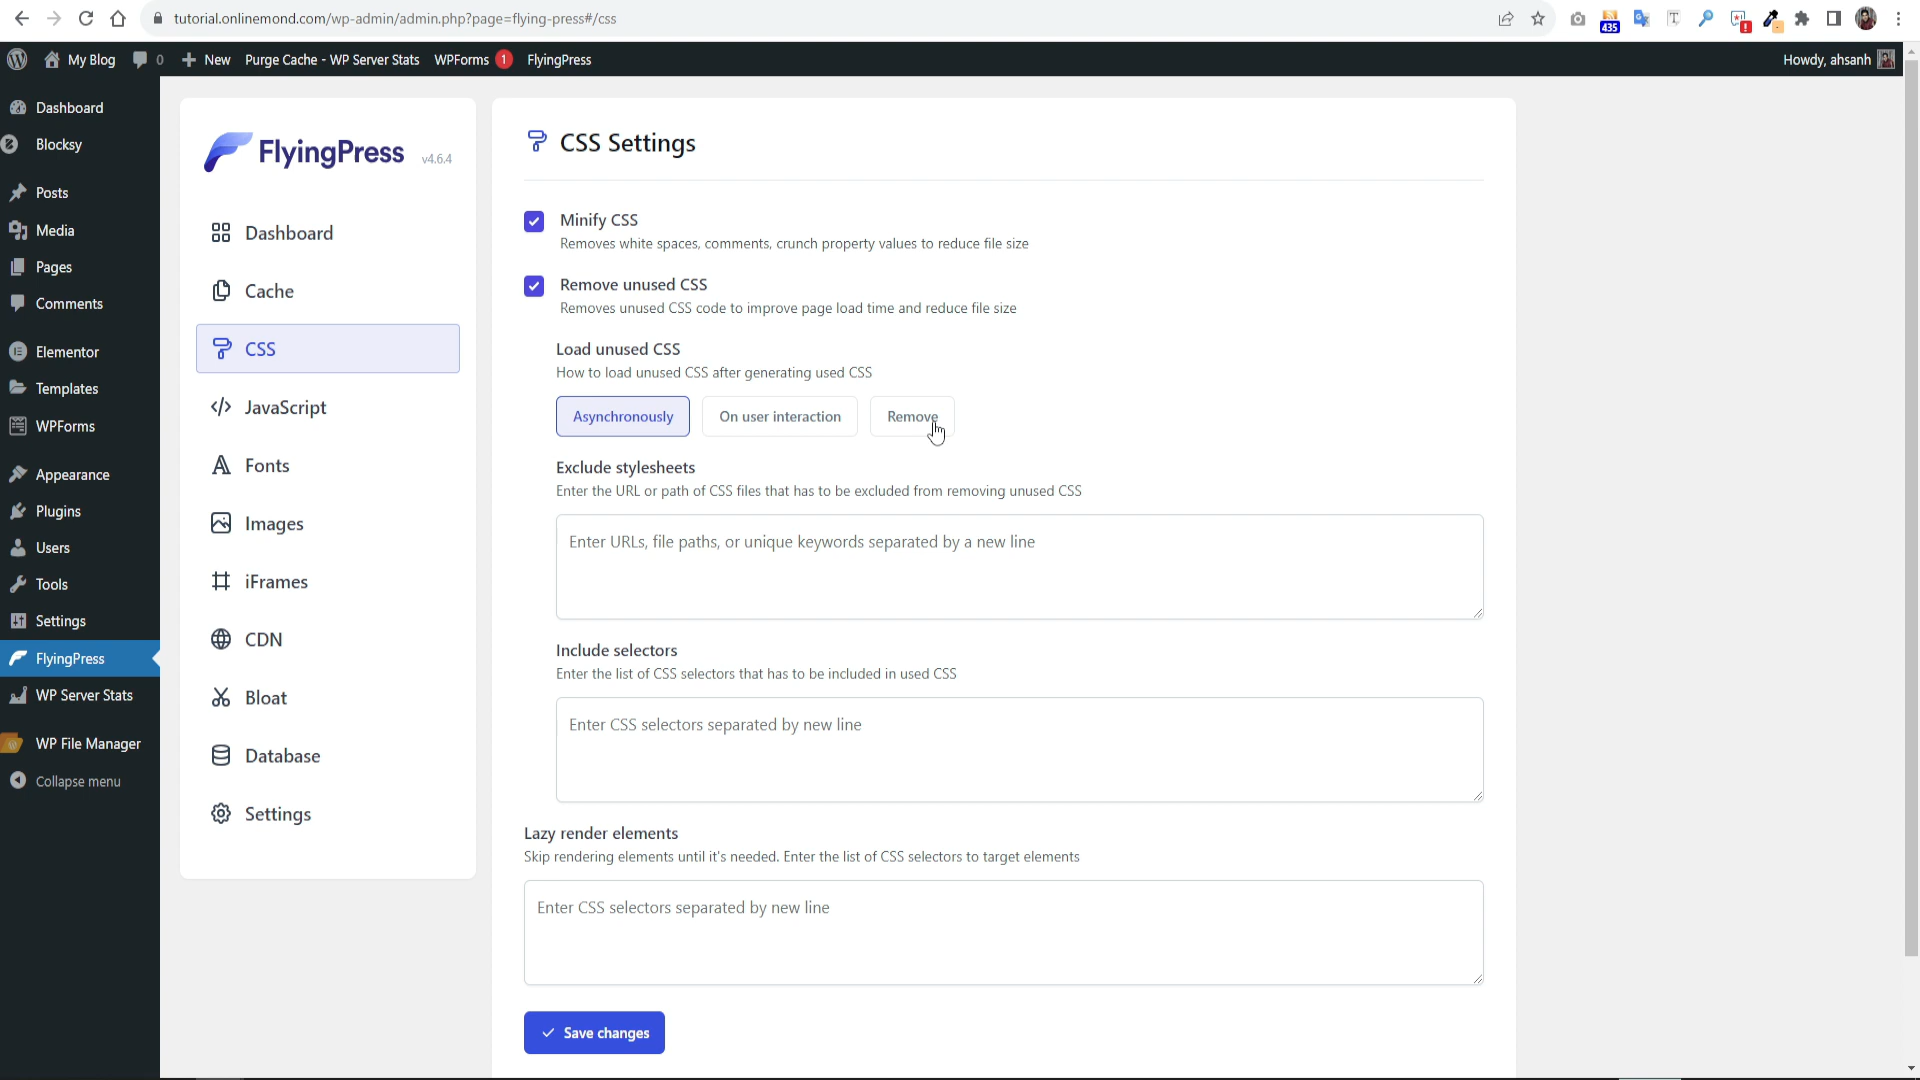 tutorial.onlinemond.com/wp-admin/admin.php?page=flying-press#/css
435
My Blog 0 New Purge Cache - WP Server Stats WPForms 1 FlyingPress
Howdy, ahsanh
Dashboard
Blocksy
Posts
Media
Pages
Comments
Elementor
Templates
WPForms
Appearance
Plugins
Users
Tools
Settings
FlyingPress
WP Server Stats
WP File Manager
Collapse menu
FlyingPress v4.6.4
Dashboard
Cache
CSS
JavaScript
Fonts
Images
iFrames
CDN
Bloat
Database
Settings
CSS Settings
Minify CSS
Removes white spaces, comments, crunch property values to reduce file size
Remove unused CSS
Removes unused CSS code to improve page load time and reduce file size
Load unused CSS
How to load unused CSS after generating used CSS
Asynchronously On user interaction Remove
Exclude stylesheets
Enter the URL or path of CSS files that has to be excluded from removing unused CSS
Enter URLs, file paths, or unique keywords separated by a new line
Include selectors
Enter the list of CSS selectors that has to be included in used CSS
Enter CSS selectors separated by new line
Lazy render elements
Skip rendering elements until it's needed. Enter the list of CSS selectors to target elements
Enter CSS selectors separated by new line
Save changes